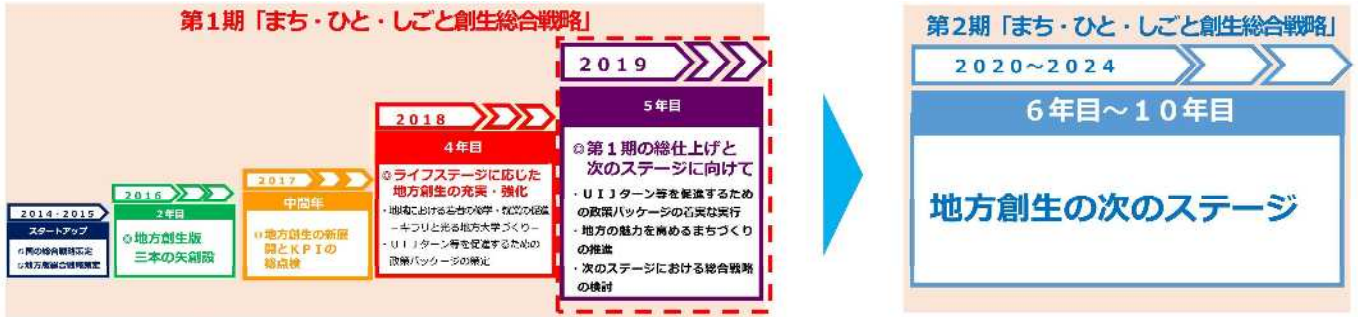 第１期「まち・ひと・しごと創生総合戦略」
2014-2015
スタートアップ
◎国の総合戦略策定
◎地方版総合戦略策定
２０１６
２年目
◎地方創生版
三本の矢創設
２０１７
中間年
◎地方創生の新展
開とＫＰＩの
総点検
２０１８
４年目
◎ライフステージに応じた
地方創生の充実・強化
・地域における若者の修学・就業の促進
－キラリと光る地方大学づくり－
・ＵＩＪターン等を促進するための
政策パッケージの策定
２０１９
５年目
◎第１期の総仕上げと
次のステージに向けて
・ＵＩＪターン等を促進するため
の政策パッケージの着実な実行
・地方の魅力を高めるまちづくり
の推進
・次のステージにおける総合戦略
の検討
第２期「まち・ひと・しごと創生総合戦略」
２０２０～２０２４
６年目～１０年目
地方創生の次のステージ